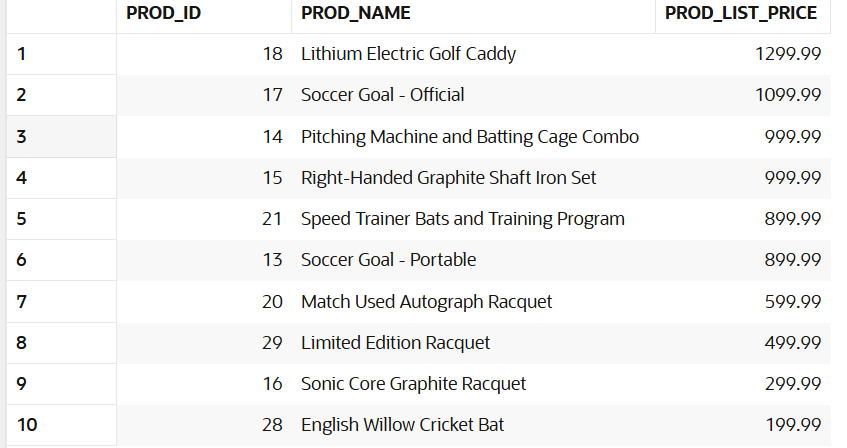 PROD_ID PROD_NAME PROD_LIST_PRICE
1 18 Lithium Electric Golf Caddy 1299.99
2 17 Soccer Goal - Official 1099.99
3 14 Pitching Machine and Batting Cage Combo 999.99
4 15 Right-Handed Graphite Shaft Iron Set 999.99
5 21 Speed Trainer Bats and Training Program 899.99
6 13 Soccer Goal - Portable 899.99
7 20 Match Used Autograph Racquet 599.99
8 29 Limited Edition Racquet 499.99
9 16 Sonic Core Graphite Racquet 299.99
10 28 English Willow Cricket Bat 199.99